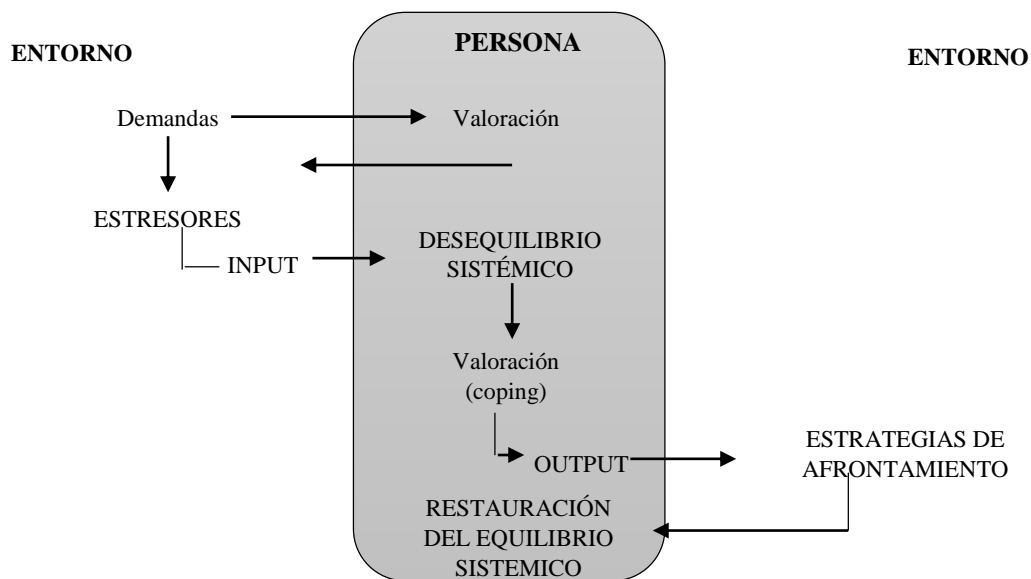 PERSONA
ENTORNO
ENTORNO
Demandas
Valoración
ESTRESORES
INPUT
DESEQUILIBRIO
SISTÉMICO
Valoración
(coping)
OUTPUT
ESTRATEGIAS DE
AFRONTAMIENTO
RESTAURACIÓN
DEL EQUILIBRIO
SISTEMICO